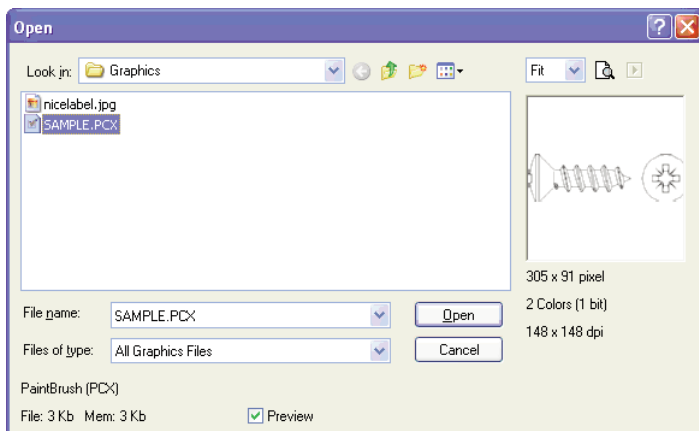 Open
Look in: Graphics
Fit
nicelabel.jpg
SAMPLE.PCX
305 x 91 pixel
2 Colors (1 bit)
148 x 148 dpi
File name: SAMPLE.PCX Open
Files of type: All Graphics Files Cancel
PaintBrush (PCX)
File: 3 Kb Mem: 3 Kb Preview